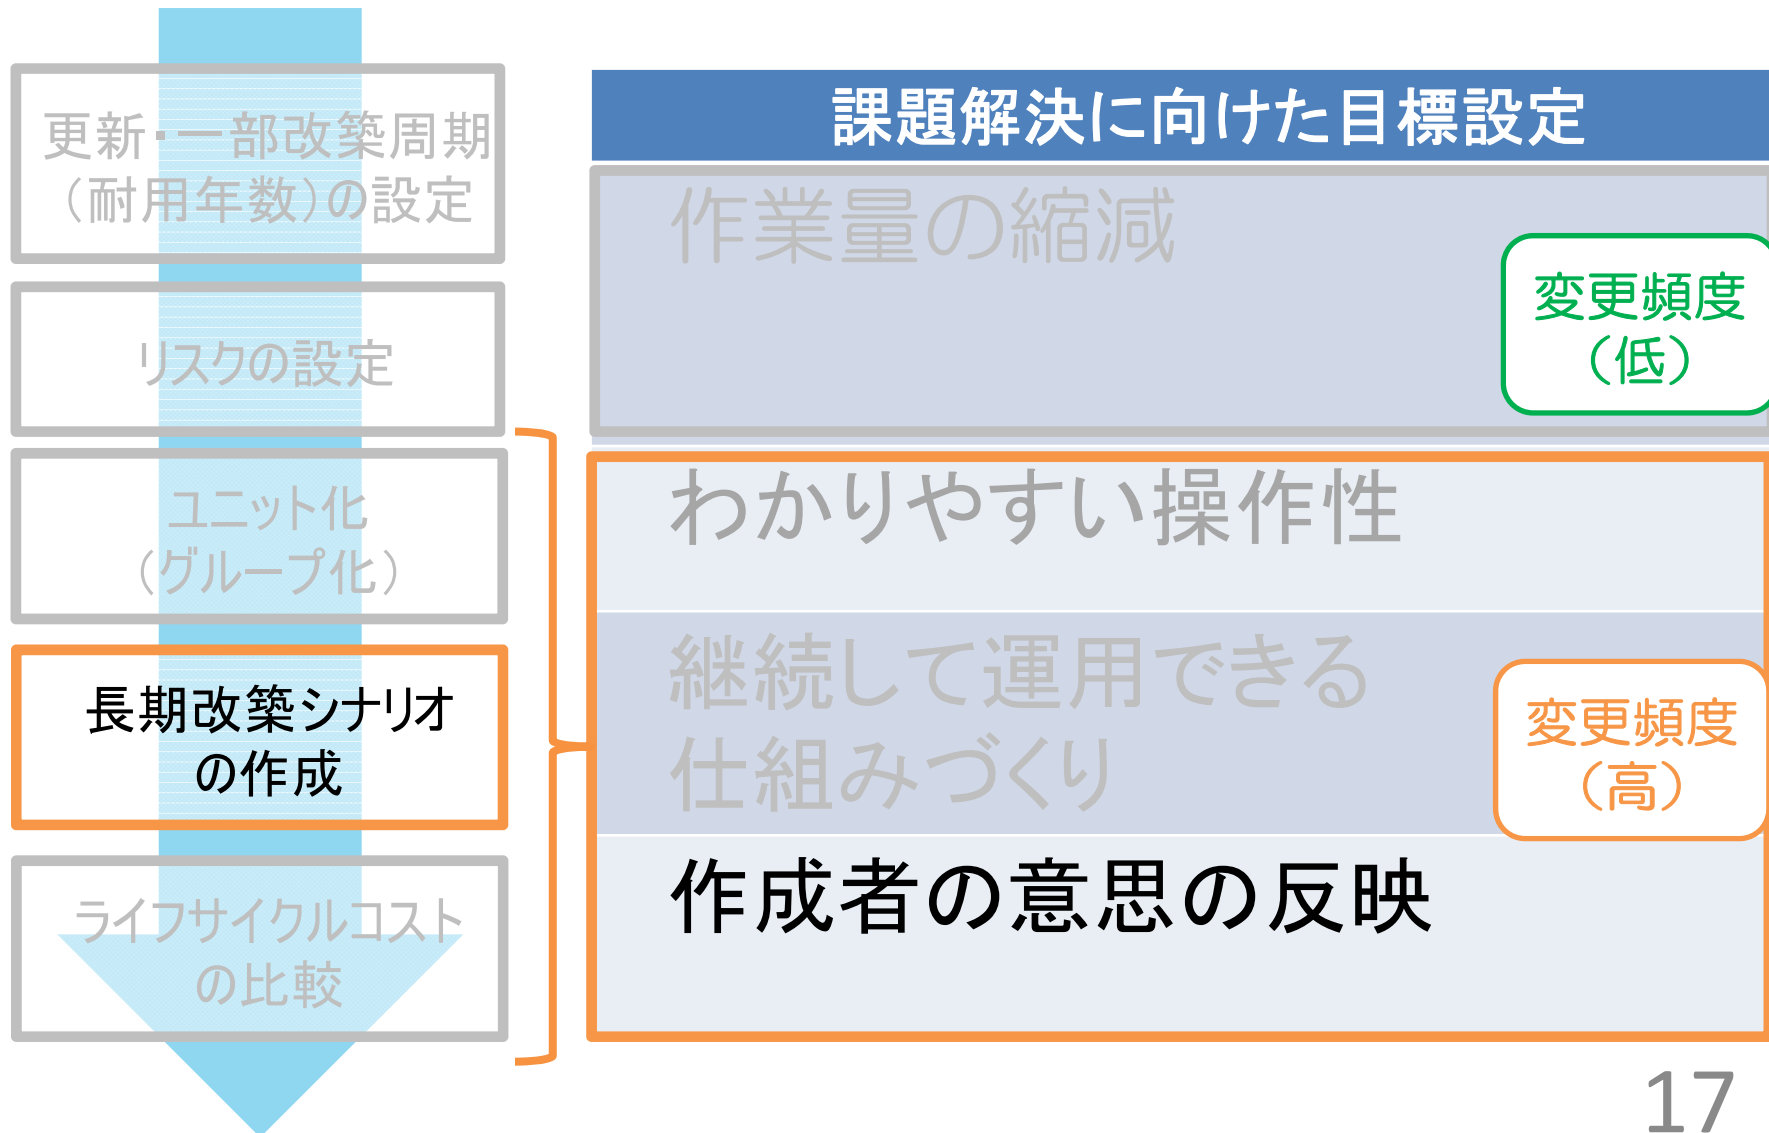 更新・一部改築周期
（耐用年数）の設定
リスクの設定
ユニット化
（グループ化）
長期改築シナリオ
の作成
ライフサイクルコスト
の比較
課題解決に向けた目標設定
作業量の縮減
変更頻度
（低）
わかりやすい操作性
継続して運用できる
仕組みづくり
変更頻度
（高）
作成者の意思の反映
17